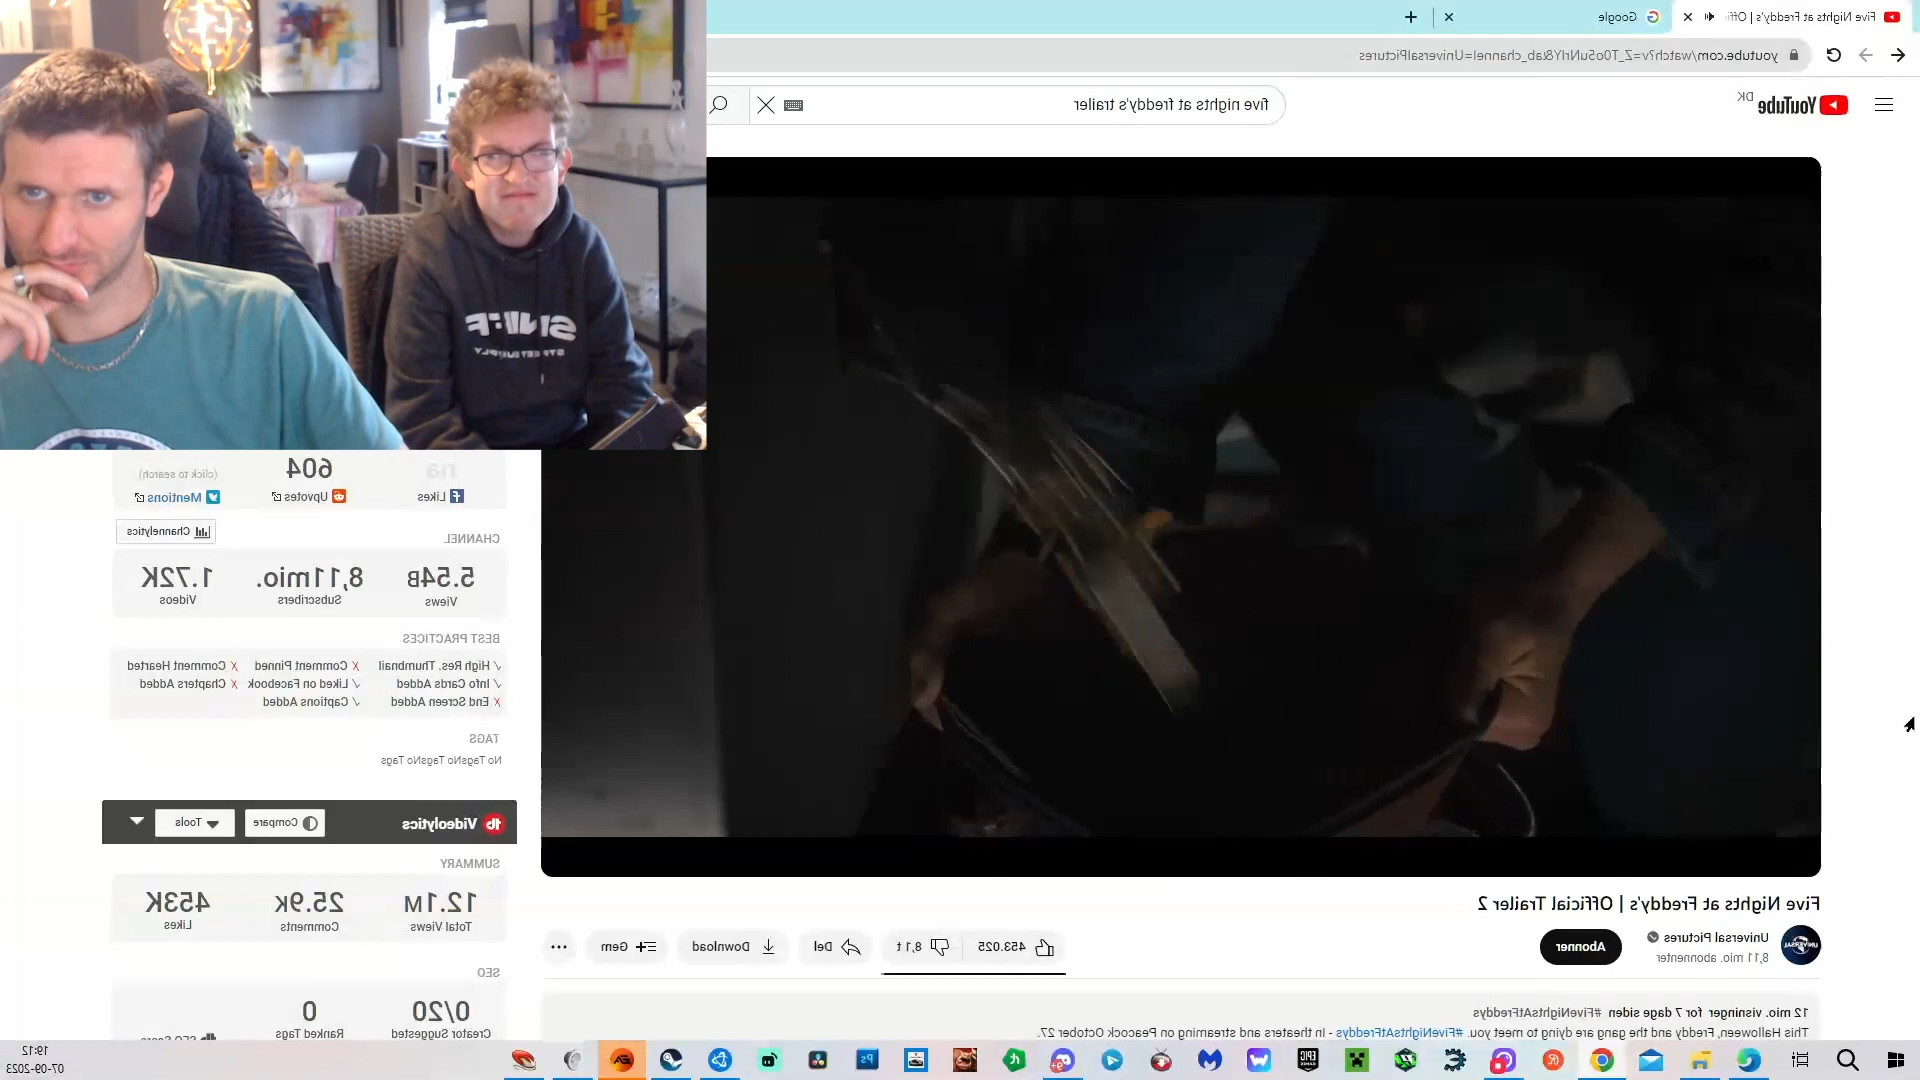 Five Nights at Freddy's | Offi
Google
youtube.com/watch?v=Z_T0o5uNrIY&ab_channel=UniversalPictures
YouTube DK
five nights at freddy's trailer
SNIFF
Likes
604
Upvotes
(click to search)
Mentions
Channelytics
CHANNEL
5.54B
Views
8,11mio.
Subscribers
1.72K
Videos
BEST PRACTICES
✓ High Res. Thumbnail ✗ Comment Pinned ✗ Comment Hearted
✓ Info Cards Added ✓ Liked on Facebook ✗ Chapters Added
✗ End Screen Added ✓ Captions Added
TAGS
No TagsNo TagsNo Tags
Videolytics
Compare
Tools
SUMMARY
12.1M
Total Views
25.9K
Comments
453K
Likes
SEO
0/20
Creator Suggested
0
Ranked Tags
Five Nights at Freddy's | Official Trailer 2
Universal Pictures
8,11 mio. abonnenter
Abonner
453.025
8,1 t
Del
Download
Gem
12 mio. visninger for 7 dage siden #FiveNightsAtFreddys
This Halloween, Freddy and the gang are dying to meet you. #FiveNightsAtFreddys - In theaters and streaming on Peacock October 27.
19:12
07-09-2023